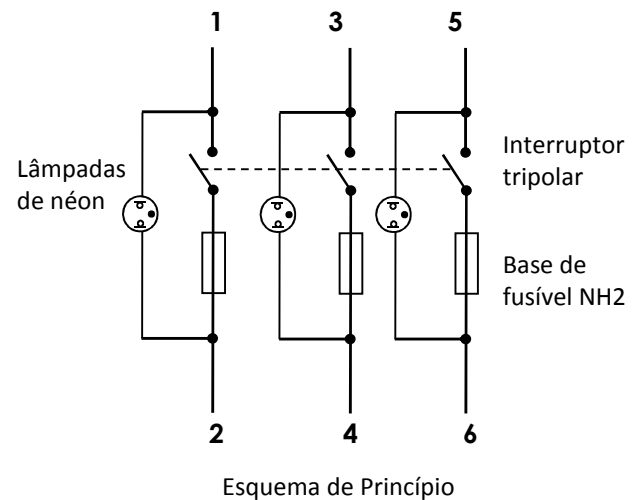 1 3 5
Lâmpadas
de néon
Interruptor
tripolar
Base de
fusível NH2
2 4 6
Esquema de Princípio